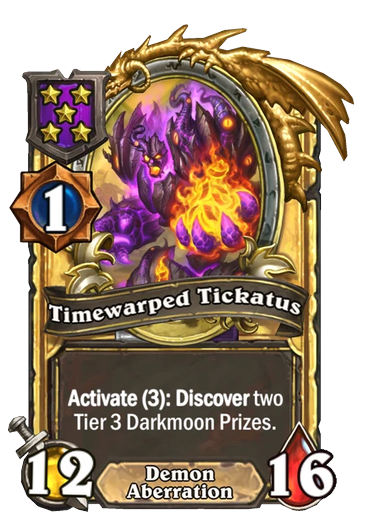 1
Timewarped Tickatus
Activate (3): Discover two
Tier 3 Darkmoon Prizes.
12
Demon
Aberration
16